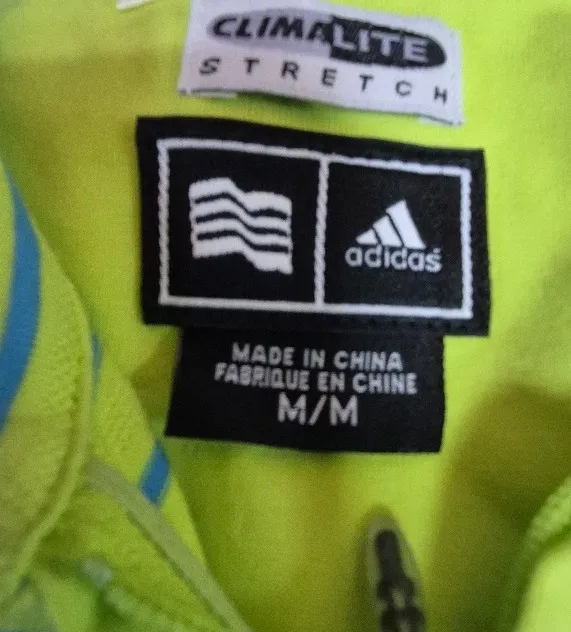 CLIMALITE
STRETCH
adidas
MADE IN CHINA
FABRIQUE EN CHINE
M/M